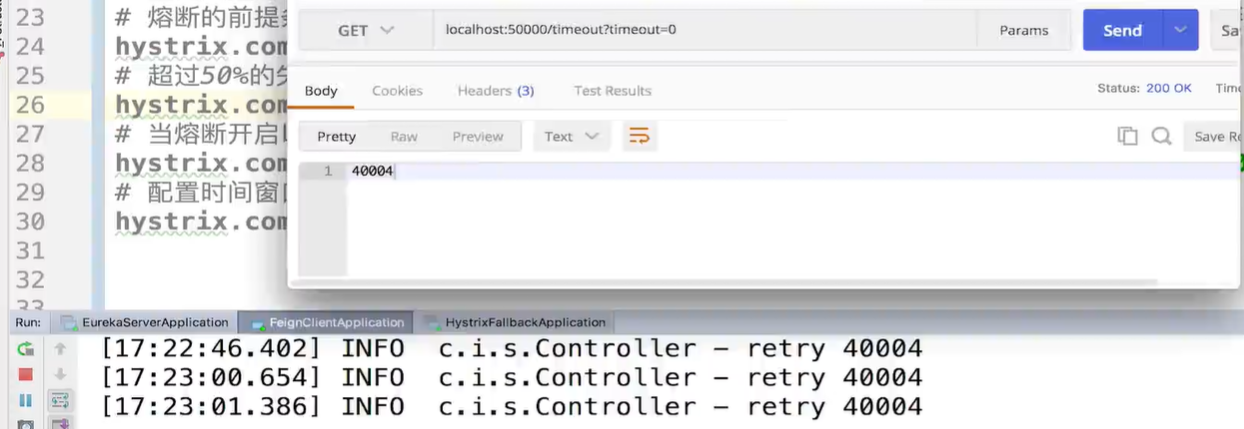 23 # 熔断的前提
24 hystrix.com
25 # 超过50%的
26 hystrix.com
27 # 当熔断开启
28 hystrix.com
29 # 配置时间窗
30 hystrix.com
31
32
33
GET localhost:50000/timeout?timeout=0 Params Send
Body Cookies Headers (3) Test Results Status: 200 OK
Pretty Raw Preview Text Save
1 40004
Run: EurekaServerApplication FeignClientApplication HystrixFallbackApplication
[17:22:46.402] INFO c.i.s.Controller – retry 40004
[17:23:00.654] INFO c.i.s.Controller – retry 40004
[17:23:01.386] INFO c.i.s.Controller – retry 40004